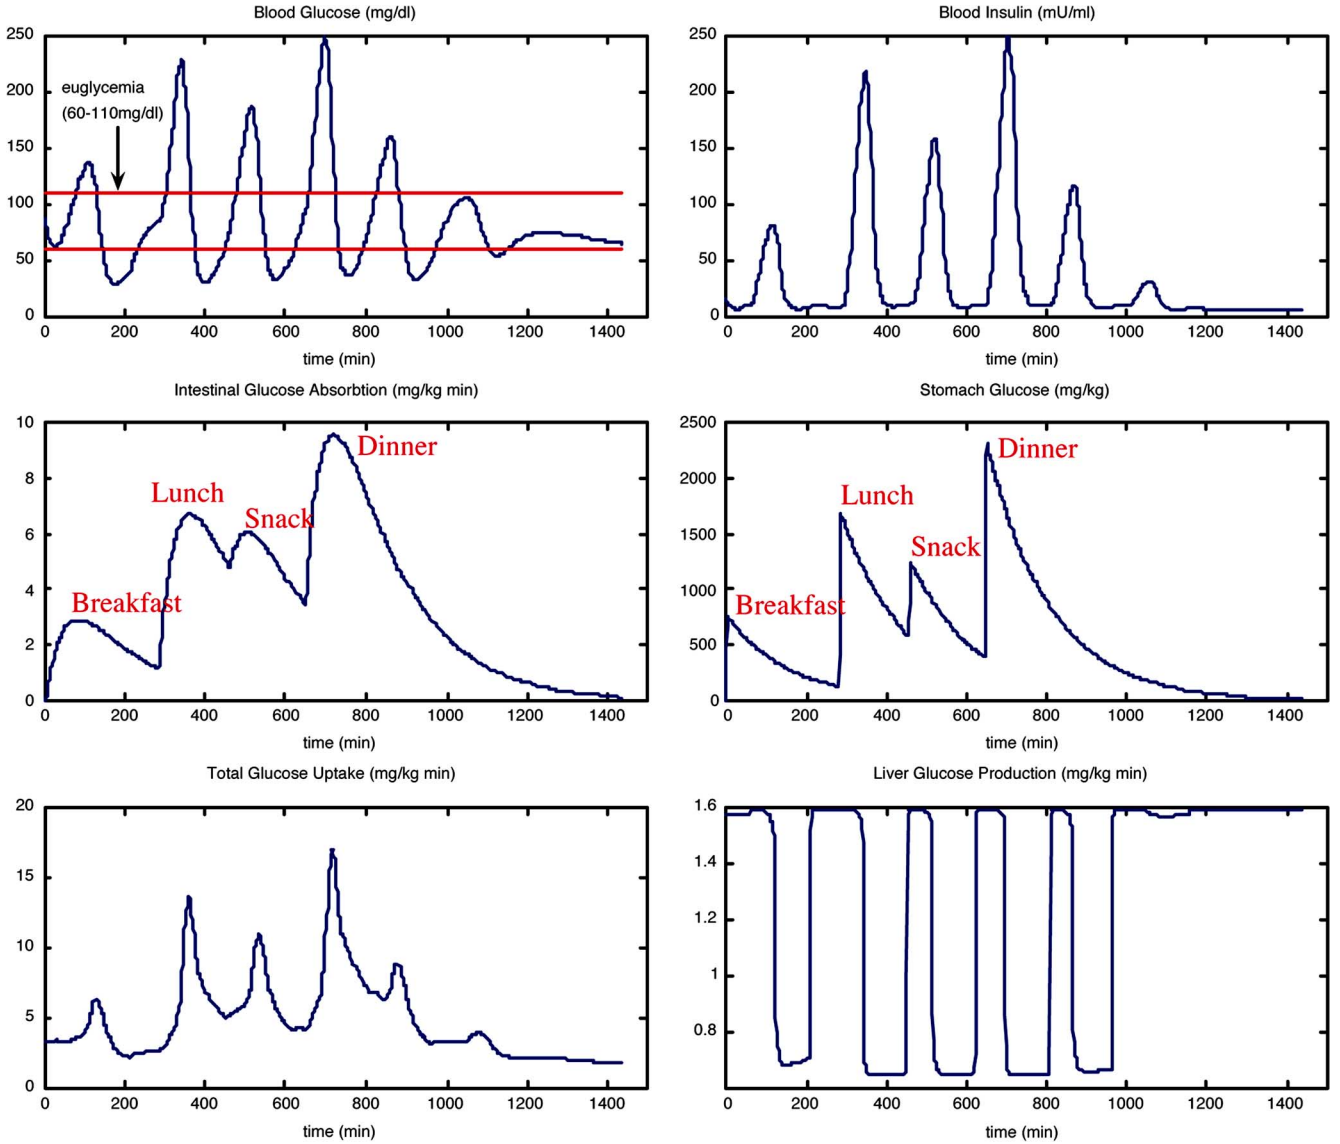 Blood Glucose (mg/dl)
250
200
150
100
50
0
euglycemia
(60-110mg/dl)
0 200 400 600 800 1000 1200 1400
time (min)
Blood Insulin (mU/ml)
250
200
150
100
50
0
0 200 400 600 800 1000 1200 1400
time (min)
Intestinal Glucose Absorbtion (mg/kg min)
10
8
6
4
2
0
Breakfast
Lunch
Snack
Dinner
0 200 400 600 800 1000 1200 1400
time (min)
Stomach Glucose (mg/kg)
2500
2000
1500
1000
500
0
Breakfast
Lunch
Snack
Dinner
0 200 400 600 800 1000 1200 1400
time (min)
Total Glucose Uptake (mg/kg min)
20
15
10
5
0
0 200 400 600 800 1000 1200 1400
time (min)
Liver Glucose Production (mg/kg min)
1.6
1.4
1.2
1
0.8
0 200 400 600 800 1000 1200 1400
time (min)